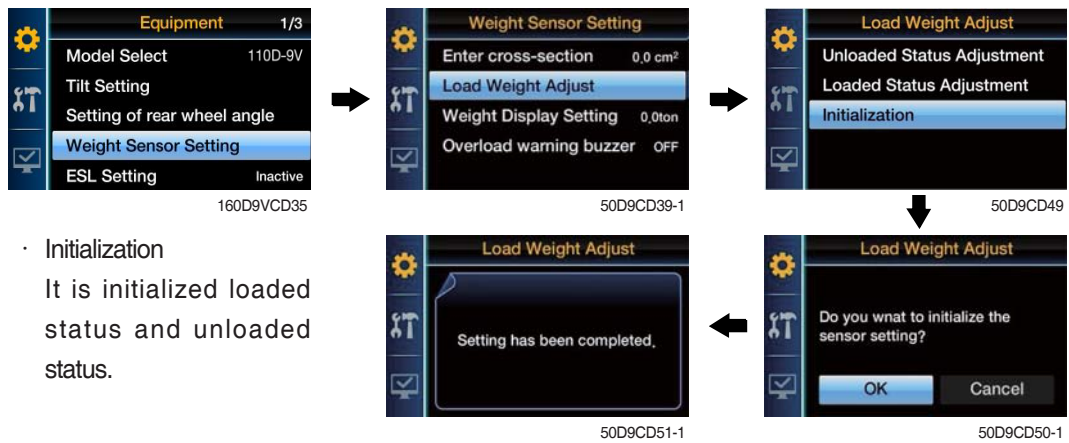 Equipment 1/3
Model Select 110D-9V
Tilt Setting
Setting of rear wheel angle
Weight Sensor Setting
ESL Setting Inactive
160D9VCD35
Weight Sensor Setting
Enter cross-section 0,0 cm²
Load Weight Adjust
Weight Display Setting 0,0ton
Overload warning buzzer OFF
50D9CD39-1
Load Weight Adjust
Unloaded Status Adjustment
Loaded Status Adjustment
Initialization
50D9CD49
· Initialization
It is initialized loaded
status and unloaded
status.
Load Weight Adjust
Do you wnat to initialize the
sensor setting?
OK Cancel
50D9CD50-1
Load Weight Adjust
Setting has been completed.
50D9CD51-1